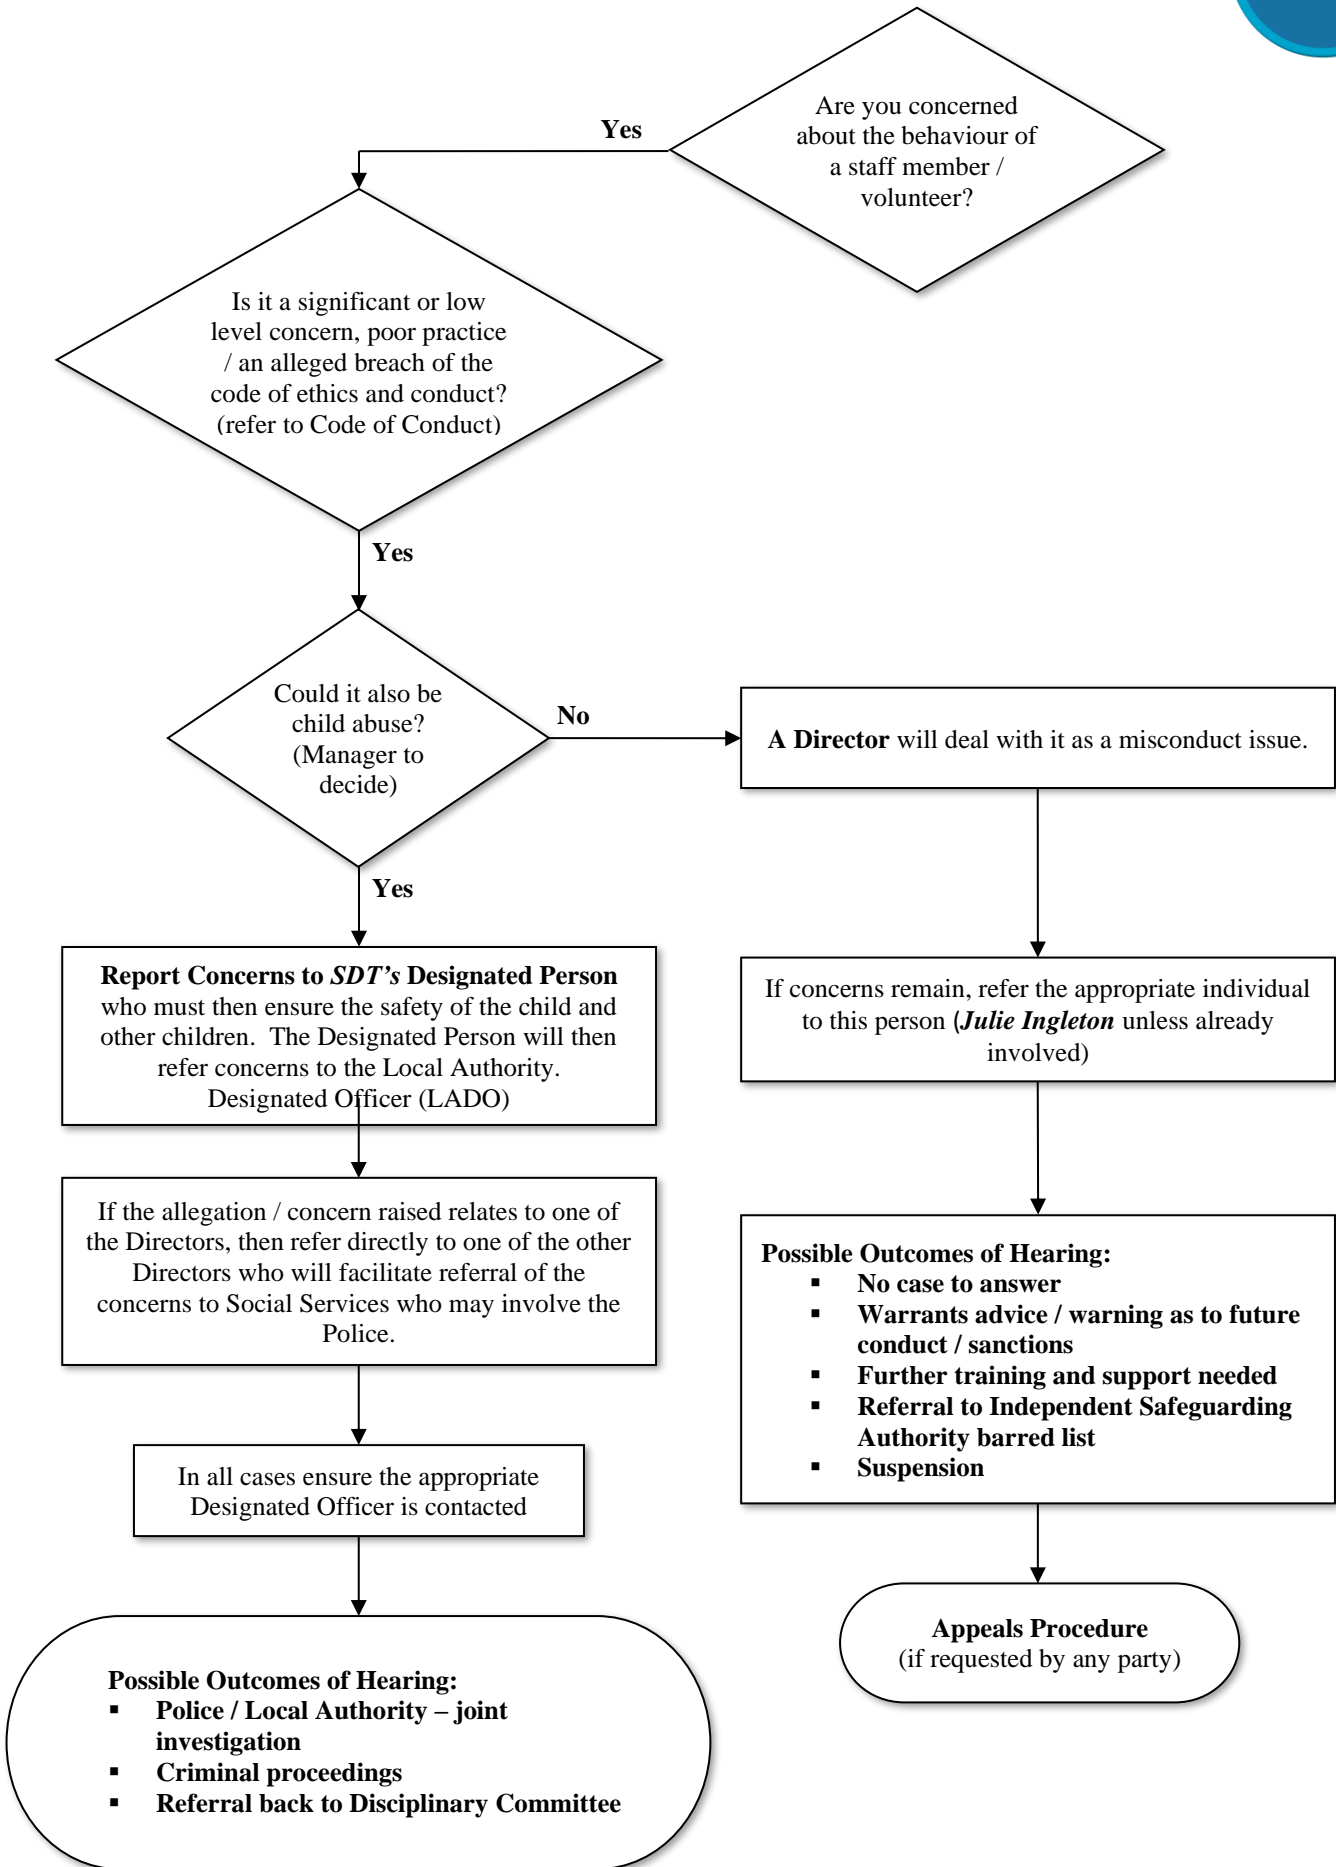 Are you concerned
about the behaviour of
a staff member /
volunteer?
Yes
Is it a significant or low
level concern, poor practice
/ an alleged breach of the
code of ethics and conduct?
(refer to Code of Conduct)
Yes
Could it also be
child abuse?
(Manager to
decide)
No
A Director will deal with it as a misconduct issue.
Yes
Report Concerns to SDT’s Designated Person
who must then ensure the safety of the child and
other children. The Designated Person will then
refer concerns to the Local Authority.
Designated Officer (LADO)
If concerns remain, refer the appropriate individual
to this person (Julie Ingleton unless already
involved)
If the allegation / concern raised relates to one of
the Directors, then refer directly to one of the other
Directors who will facilitate referral of the
concerns to Social Services who may involve the
Police.
Possible Outcomes of Hearing:
▪ No case to answer
▪ Warrants advice / warning as to future
conduct / sanctions
▪ Further training and support needed
▪ Referral to Independent Safeguarding
Authority barred list
▪ Suspension
In all cases ensure the appropriate
Designated Officer is contacted
Appeals Procedure
(if requested by any party)
Possible Outcomes of Hearing:
▪ Police / Local Authority – joint
investigation
▪ Criminal proceedings
▪ Referral back to Disciplinary Committee